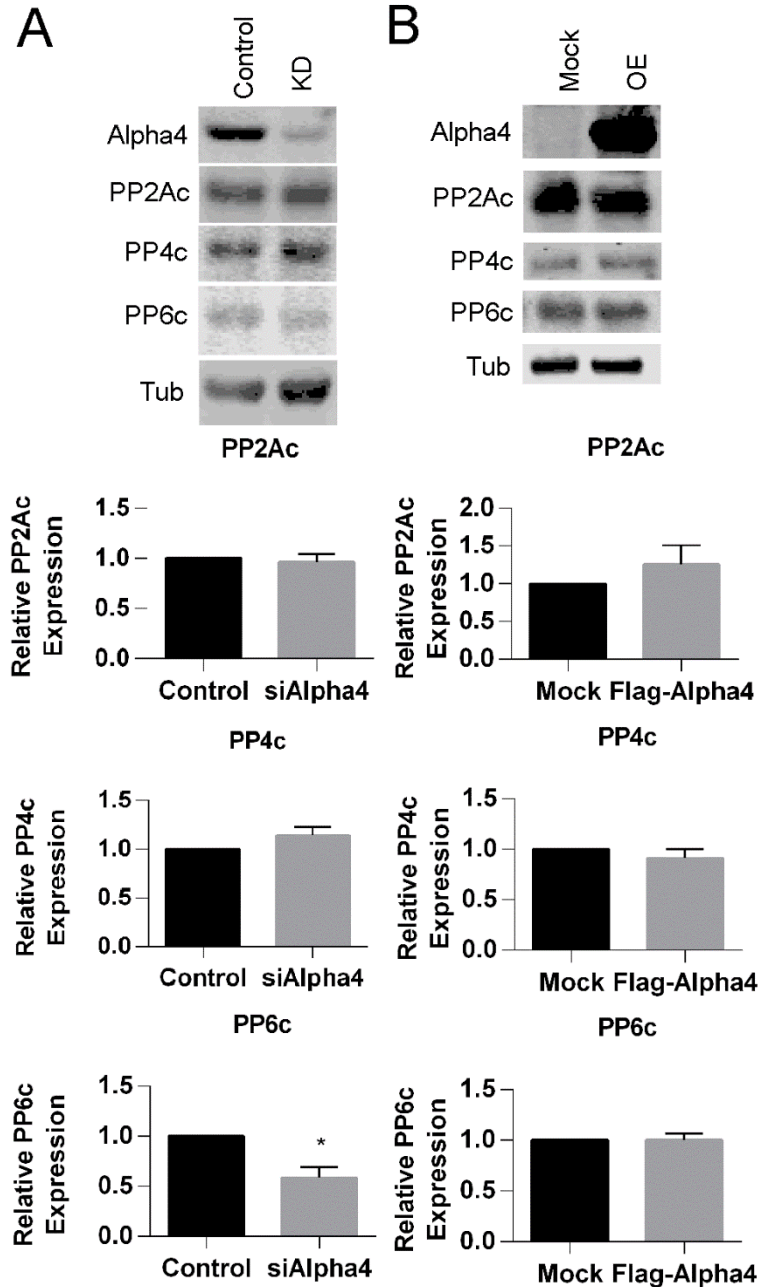 A
Control KD
Alpha4
PP2Ac
PP4c
PP6c
Tub
PP2Ac
Relative PP2Ac
Expression
1.5
1.0
0.5
0.0
Control siAlpha4
PP4c
Relative PP4c
Expression
1.5
1.0
0.5
0.0
Control siAlpha4
PP6c
Relative PP6c
Expression
1.5
1.0
0.5
0.0
*
Control siAlpha4
B
Mock OE
Alpha4
PP2Ac
PP4c
PP6c
Tub
PP2Ac
Relative PP2Ac
Expression
2.0
1.5
1.0
0.5
0.0
Mock Flag-Alpha4
PP4c
Relative PP4c
Expression
1.5
1.0
0.5
0.0
Mock Flag-Alpha4
PP6c
Relative PP6c
Expression
1.5
1.0
0.5
0.0
Mock Flag-Alpha4